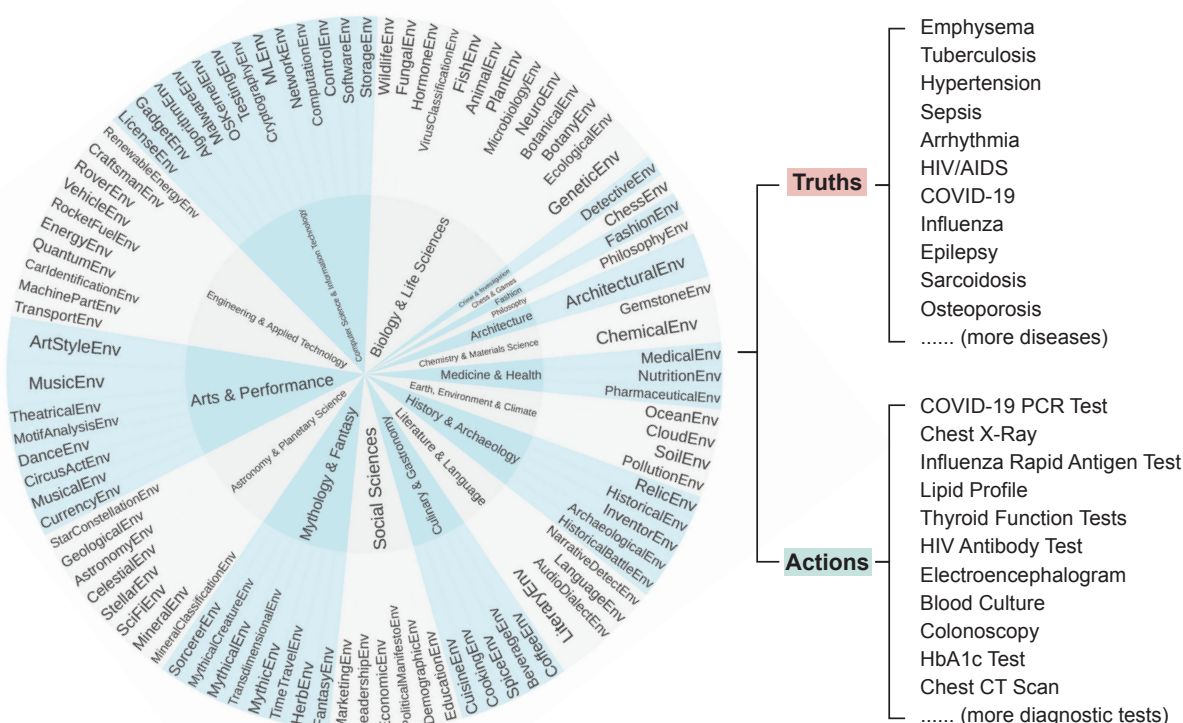 StorageEnv
SoftwareEnv
ControlEnv
ComputationEnv
NetworkEnv
MLEnv
CryptographyEnv
TestingEnv
OSKernelEnv
MalwareEnv
AlgorithmEnv
GadgetEnv
LicenseEnv
WildlifeEnv
FungalEnv
HormoneEnv
VirusClassificationEnv
FishEnv
AnimalEnv
PlantEnv
MicrobiologyEnv
NeuroEnv
BotanicalEnv
BotanyEnv
EcologicalEnv
GeneticEnv
DetectiveEnv
ChessEnv
FashionEnv
PhilosophyEnv
ArchitecturalEnv
GemstoneEnv
ChemicalEnv
MedicalEnv
NutritionEnv
PharmaceuticalEnv
OceanEnv
CloudEnv
SoilEnv
PollutionEnv
RelicEnv
HistoricalEnv
InventorEnv
ArchaeologicalEnv
HistoricalBattleEnv
NarrativeDetectEnv
LanguageEnv
AudioDialectEnv
LiteraryEnv
CoffeeEnv
BeverageEnv
SpiceEnv
CookingEnv
CuisineEnv
EducationEnv
DemographicEnv
PoliticalManifestoEnv
EconomicEnv
LeadershipEnv
MarketingEnv
FantasyEnv
HerbEnv
TimeTravelEnv
MythicEnv
TransdimensionalEnv
MythicalEnv
MythicalCreatureEnv
SorcererEnv
MineralClassificationEnv
MineralEnv
SciFiEnv
StellarEnv
CelestialEnv
AstronomyEnv
GeologicalEnv
StarConstellationEnv
CurrencyEnv
MusicalEnv
CircusActEnv
DanceEnv
MotifAnalysisEnv
TheatricalEnv
MusicEnv
ArtStyleEnv
TransportEnv
MachinePartEnv
CarIdentificationEnv
QuantumEnv
EnergyEnv
RocketFuelEnv
VehicleEnv
RoverEnv
CraftsmanEnv
RenewableEnergyEnv
Computer Science & Information Technology
Biology & Life Sciences
Crime & Investigation
Chess & Games
Fashion
Philosophy
Architecture
Chemistry & Materials Science
Medicine & Health
Earth, Environment & Climate
History & Archaeology
Literature & Language
Culinary & Gastronomy
Social Sciences
Mythology & Fantasy
Astronomy & Planetary Science
Arts & Performance
Engineering & Applied Technology
Truths
Emphysema
Tuberculosis
Hypertension
Sepsis
Arrhythmia
HIV/AIDS
COVID-19
Influenza
Epilepsy
Sarcoidosis
Osteoporosis
...... (more diseases)
Actions
COVID-19 PCR Test
Chest X-Ray
Influenza Rapid Antigen Test
Lipid Profile
Thyroid Function Tests
HIV Antibody Test
Electroencephalogram
Blood Culture
Colonoscopy
HbA1c Test
Chest CT Scan
...... (more diagnostic tests)